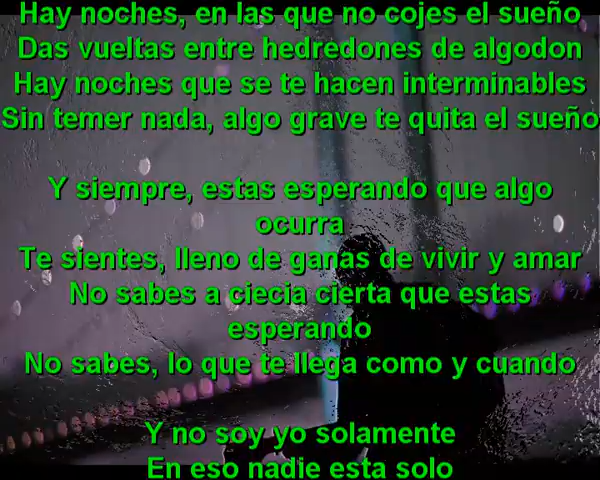 Hay noches, en las que no cojes el sueño
Das vueltas entre hedredones de algodon
Hay noches que se te hacen interminables
Sin temer nada, algo grave te quita el sueño
Y siempre, estas esperando que algo
ocurra
Te sientes, lleno de ganas de vivir y amar
No sabes a ciecia cierta que estas
esperando
No sabes, lo que te llega como y cuando
Y no soy yo solamente
En eso nadie esta solo